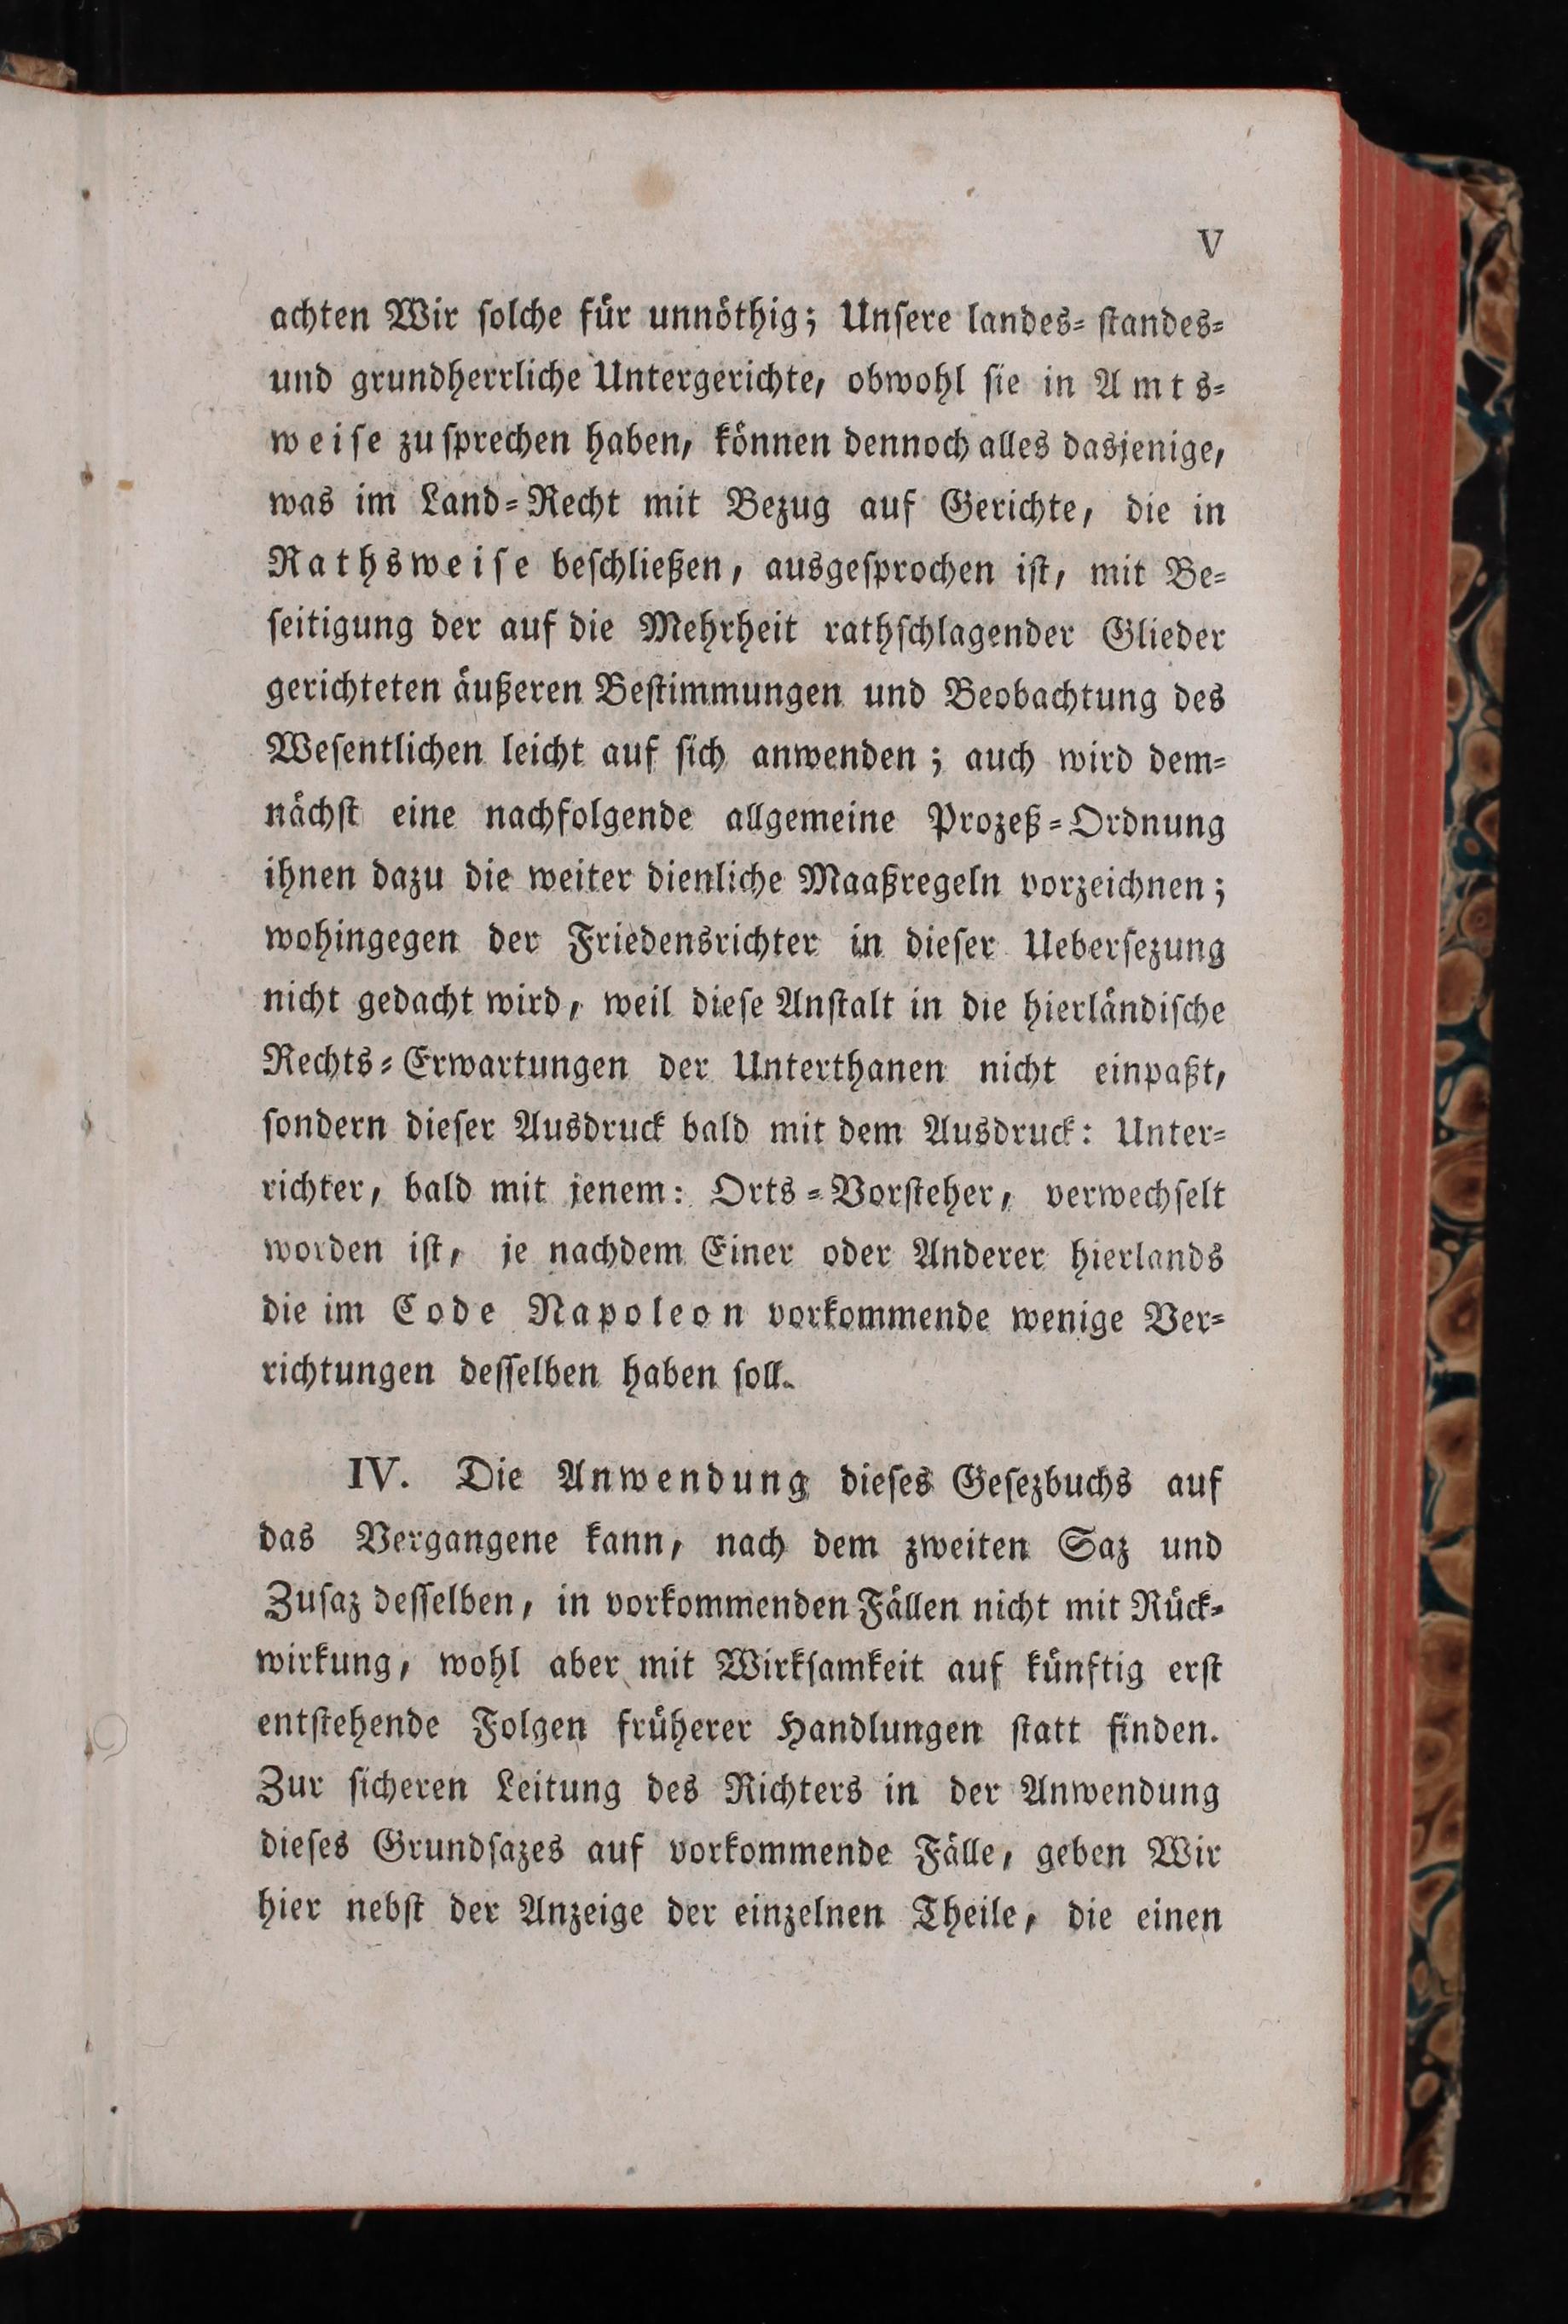 V
achten Wir solche für unnöthig; Unsere landes- standes-
und grundherrliche Untergerichte, obwohl sie in Amts-
weise zu sprechen haben, können dennoch alles dasjenige,
was im Land-Recht mit Bezug auf Gerichte, die in
Rathsweise beschließen, ausgesprochen ist, mit Be-
seitigung der auf die Mehrheit rathschlagender Glieder
gerichteten äußeren Bestimmungen und Beobachtung des
Wesentlichen leicht auf sich anwenden; auch wird dem-
nächst eine nachfolgende allgemeine Prozeß-Ordnung
ihnen dazu die weiter dienliche Maaßregeln vorzeichnen;
wohingegen der Friedensrichter in dieser Uebersezung
nicht gedacht wird, weil diese Anstalt in die hierländische
Rechts-Erwartungen der Unterthanen nicht einpaßt,
sondern dieser Ausdruck bald mit dem Ausdruck: Unter-
richter, bald mit jenem: Orts-Vorsteher, verwechselt
worden ist, je nachdem Einer oder Anderer hierlands
die im Code Napoleon vorkommende wenige Ver-
richtungen desselben haben soll.
IV. Die Anwendung dieses Gesezbuchs auf
das Vergangene kann, nach dem zweiten Saz und
Zusaz desselben, in vorkommenden Fällen nicht mit Rück-
wirkung, wohl aber mit Wirksamkeit auf künftig erst
entstehende Folgen früherer Handlungen statt finden.
Zur sicheren Leitung des Richters in der Anwendung
dieses Grundsazes auf vorkommende Fälle, geben Wir
hier nebst der Anzeige der einzelnen Theile, die einen